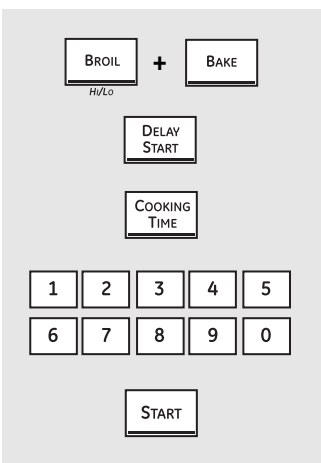 BROIL + BAKE
HI/LO
DELAY
START
COOKING
TIME
1 2 3 4 5
6 7 8 9 0
START